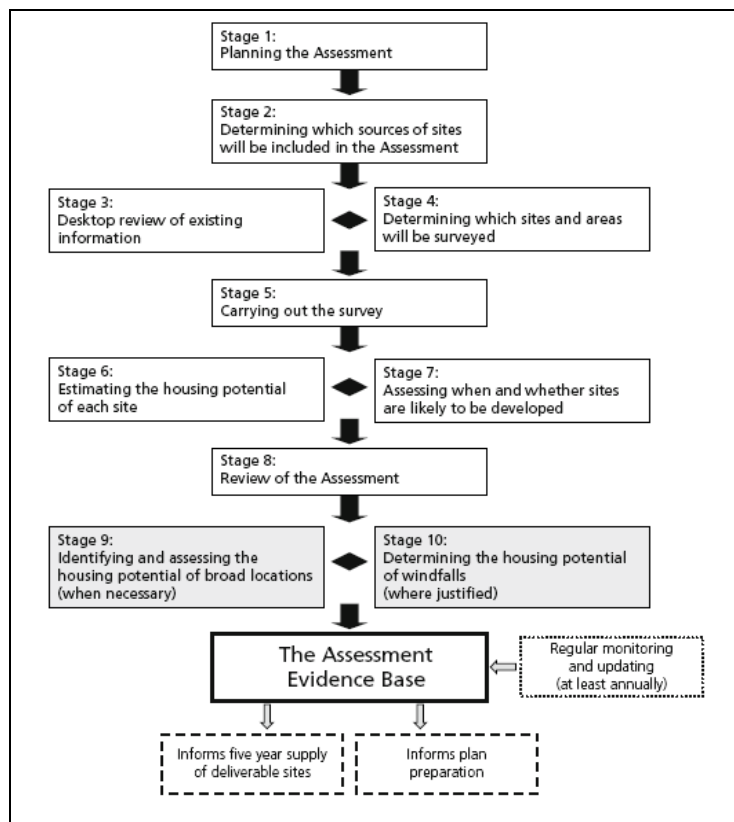 Stage 1:
Planning the Assessment
Stage 2:
Determining which sources of sites
will be included in the Assessment
Stage 3:
Desktop review of existing
information
Stage 4:
Determining which sites and areas
will be surveyed
Stage 5:
Carrying out the survey
Stage 6:
Estimating the housing potential
of each site
Stage 7:
Assessing when and whether sites
are likely to be developed
Stage 8:
Review of the Assessment
Stage 9:
Identifying and assessing the
housing potential of broad locations
(when necessary)
Stage 10:
Determining the housing potential
of windfalls
(where justified)
The Assessment
Evidence Base
Regular monitoring
and updating
(at least annually)
Informs five year supply
of deliverable sites
Informs plan
preparation